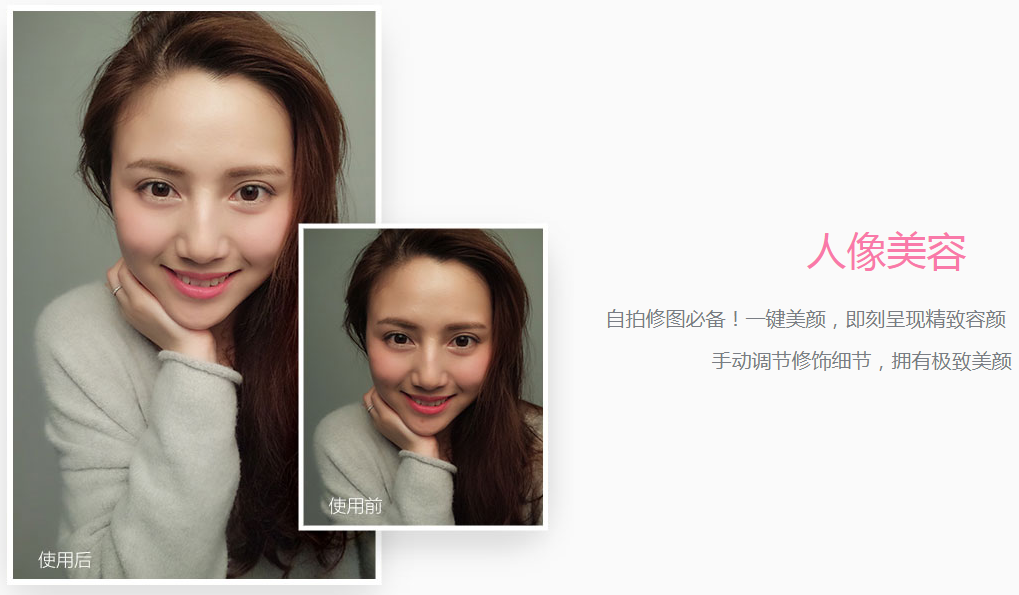 人像美容
自拍修图必备！一键美颜，即刻呈现精致容颜
手动调节修饰细节，拥有极致美颜
使用前
使用后